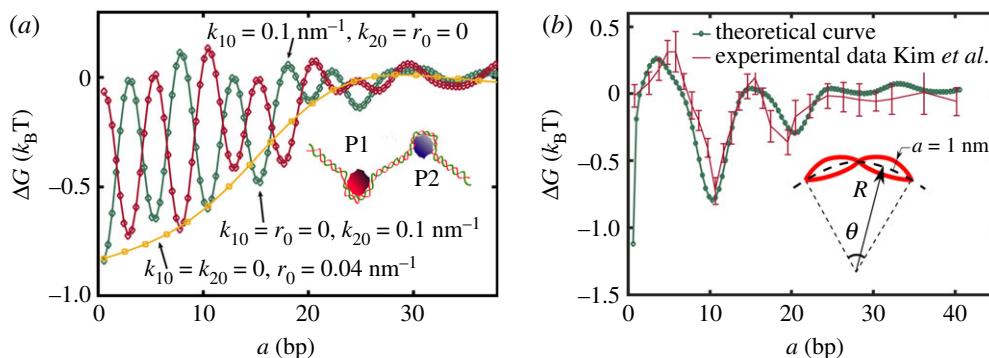 (a)
k₁₀ = 0.1 nm⁻¹, k₂₀ = r₀ = 0
0
ΔG (k_BT)
–0.5
–1.0
P1
P2
k₁₀ = r₀ = 0, k₂₀ = 0.1 nm⁻¹
k₁₀ = k₂₀ = 0, r₀ = 0.04 nm⁻¹
0 10 20 30
a (bp)
(b)
0.5
0
–0.5
–1.0
–1.5
ΔG (k_BT)
theoretical curve
experimental data Kim et al.
a = 1 nm
R
θ
0 10 20 30 40
a (bp)